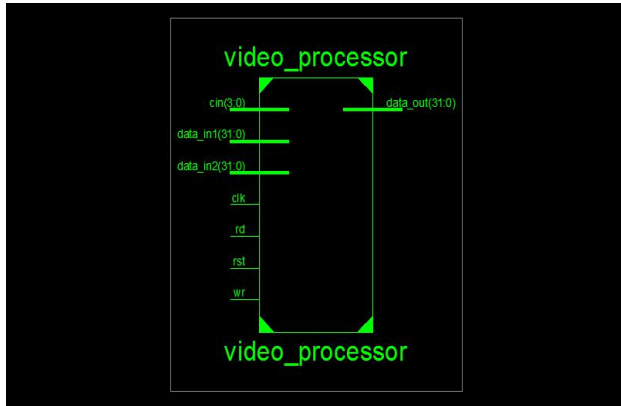 video_processor
cin(3:0)
data_out(31:0)
data_in1(31:0)
data_in2(31:0)
clk
rd
rst
wr
video_processor